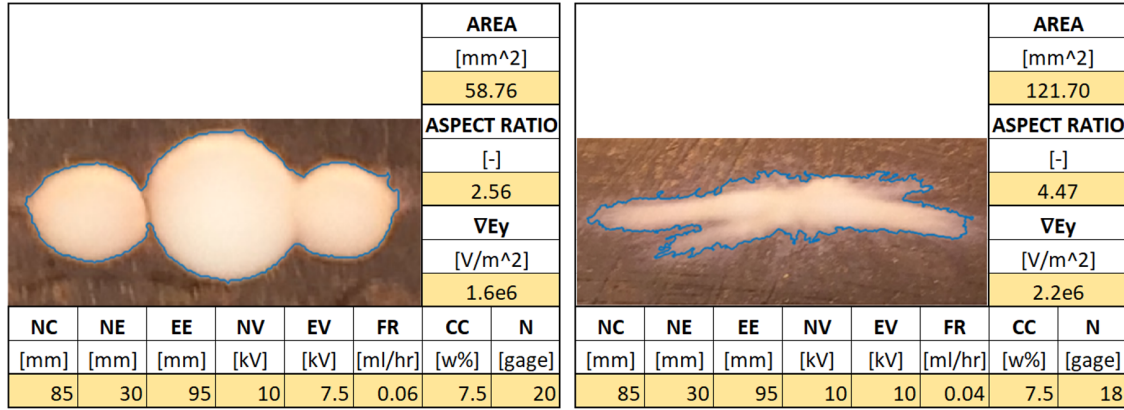 AREA
[mm^2]
58.76
ASPECT RATIO
[-]
2.56
∇Ey
[V/m^2]
1.6e6
NC NE EE NV EV FR CC N
[mm] [mm] [mm] [kV] [kV] [ml/hr] [w%] [gage]
85 30 95 10 7.5 0.06 7.5 20
AREA
[mm^2]
121.70
ASPECT RATIO
[-]
4.47
∇Ey
[V/m^2]
2.2e6
NC NE EE NV EV FR CC N
[mm] [mm] [mm] [kV] [kV] [ml/hr] [w%] [gage]
85 30 95 10 10 0.04 7.5 18